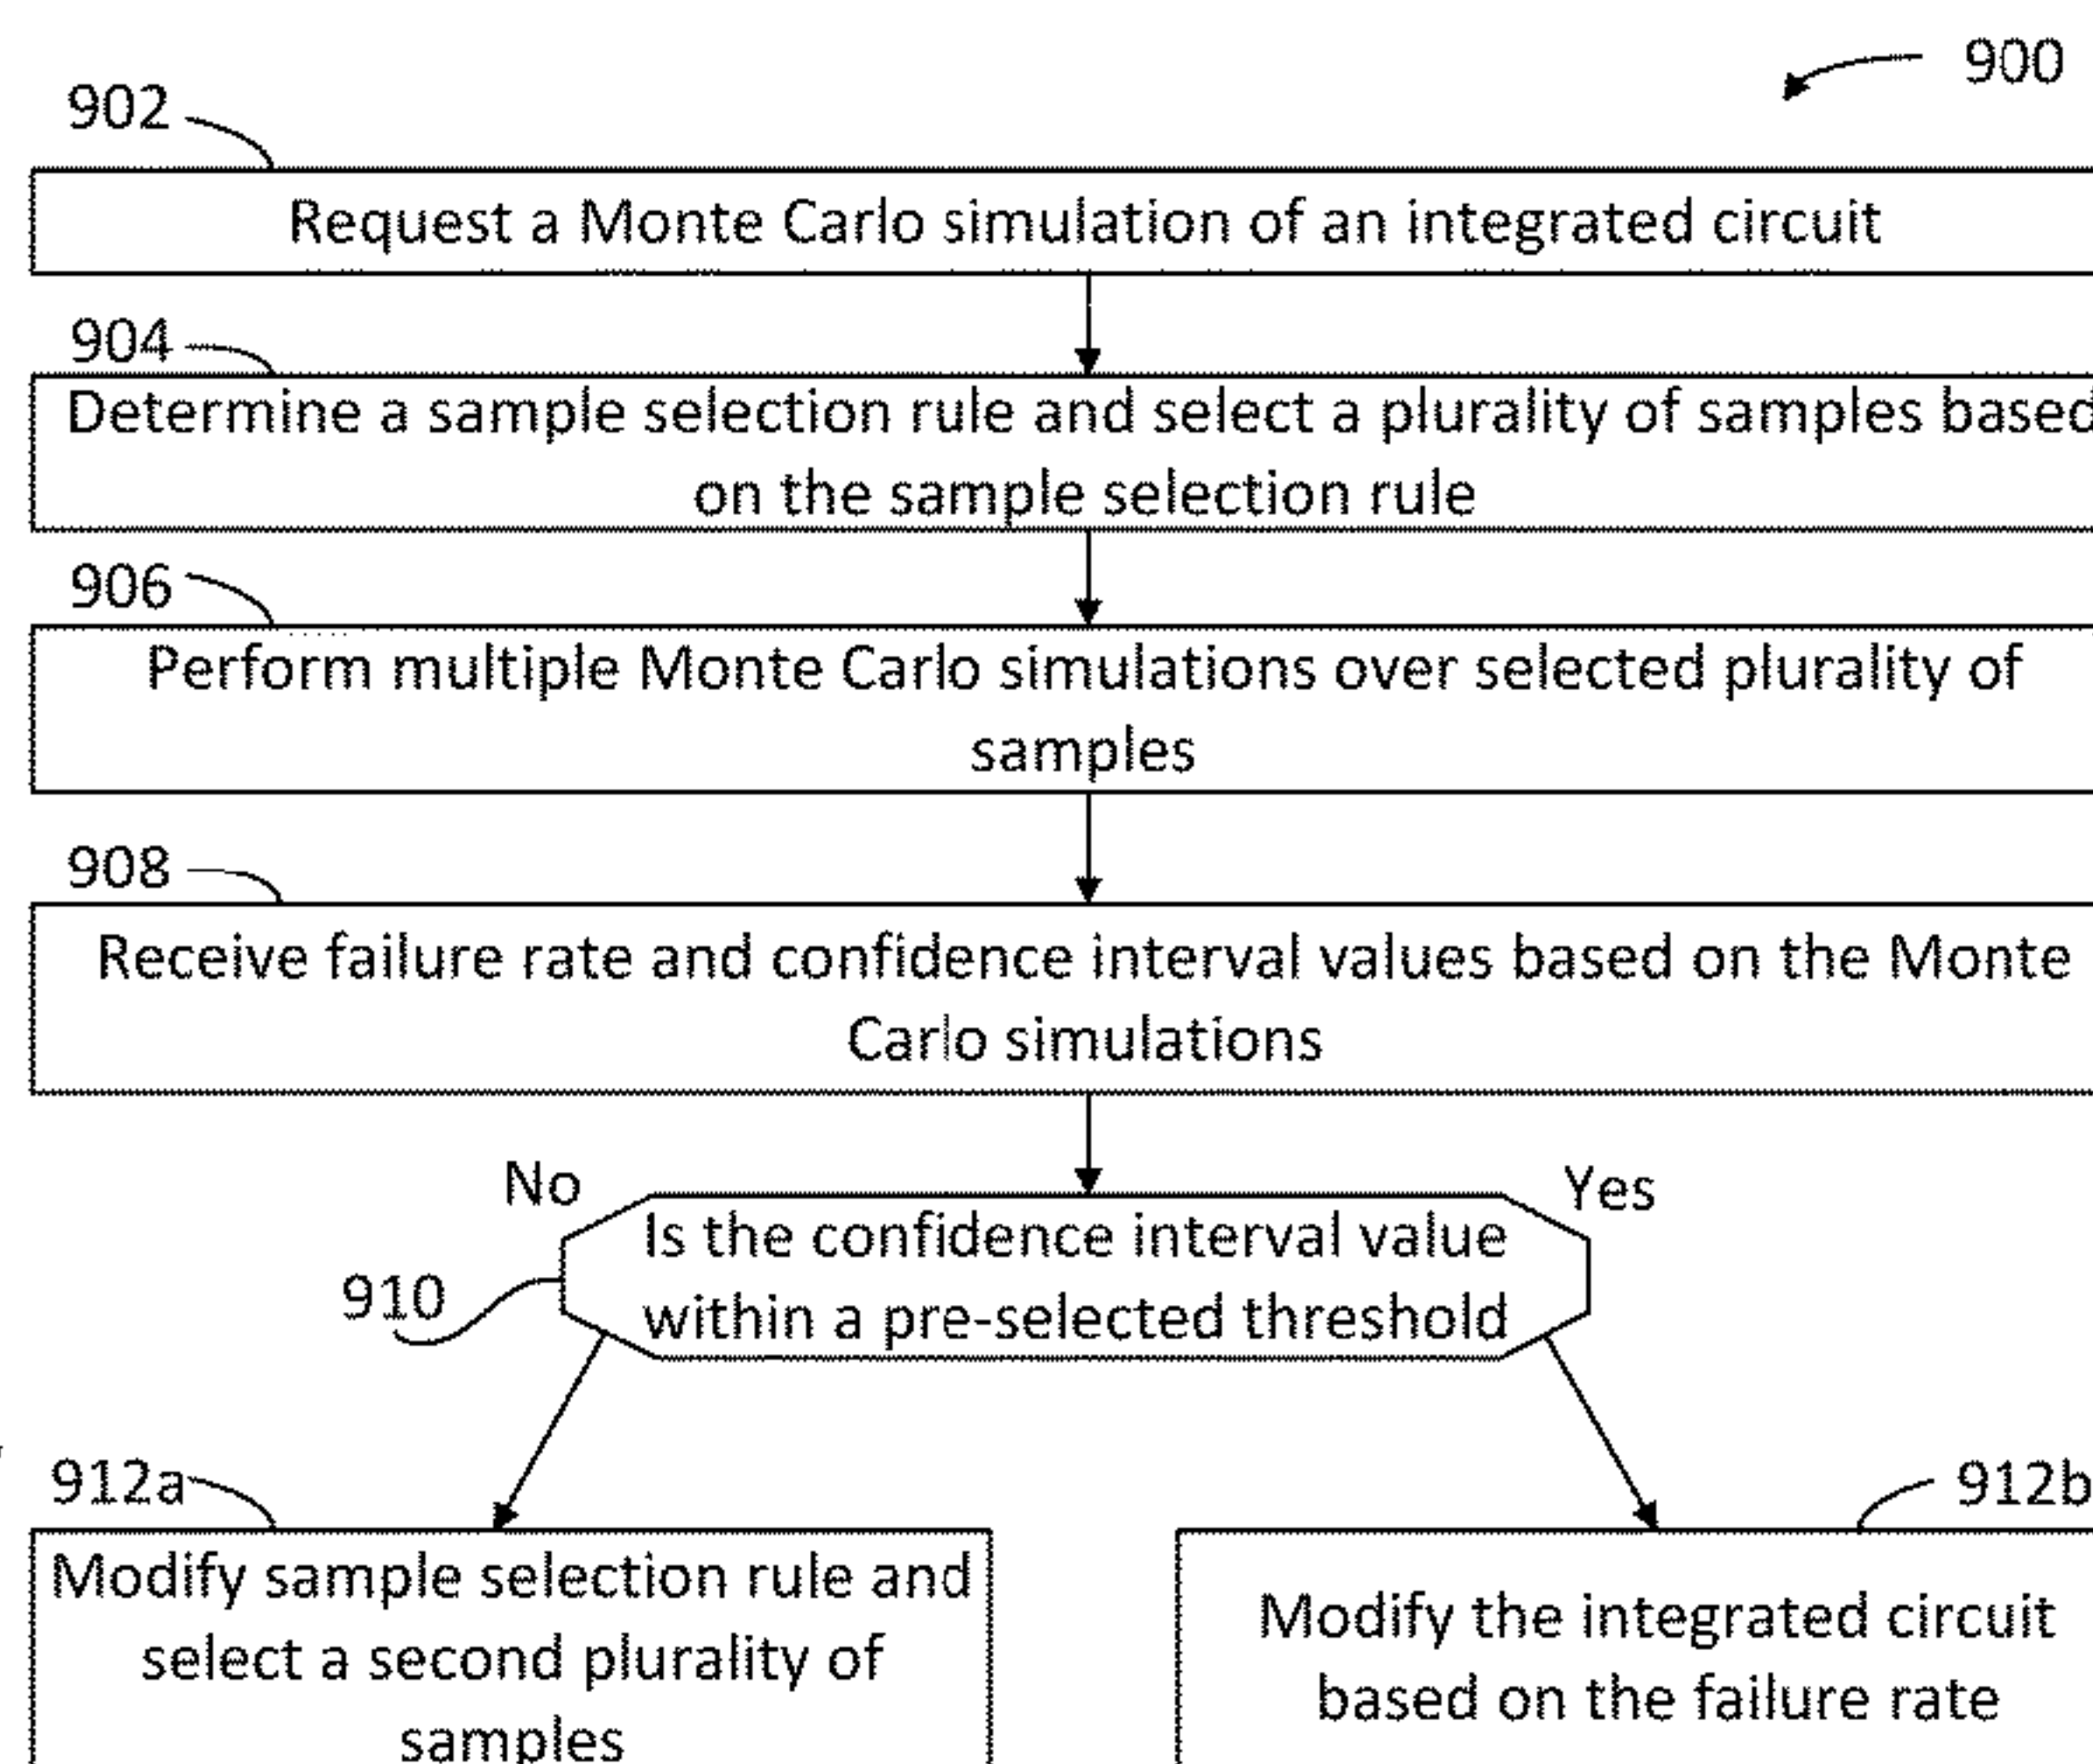 900
902
Request a Monte Carlo simulation of an integrated circuit
904
Determine a sample selection rule and select a plurality of samples based
on the sample selection rule
906
Perform multiple Monte Carlo simulations over selected plurality of
samples
908
Receive failure rate and confidence interval values based on the Monte
Carlo simulations
No
Yes
Is the confidence interval value
within a pre-selected threshold
910
912a
912b
Modify sample selection rule and
select a second plurality of
samples
Modify the integrated circuit
based on the failure rate